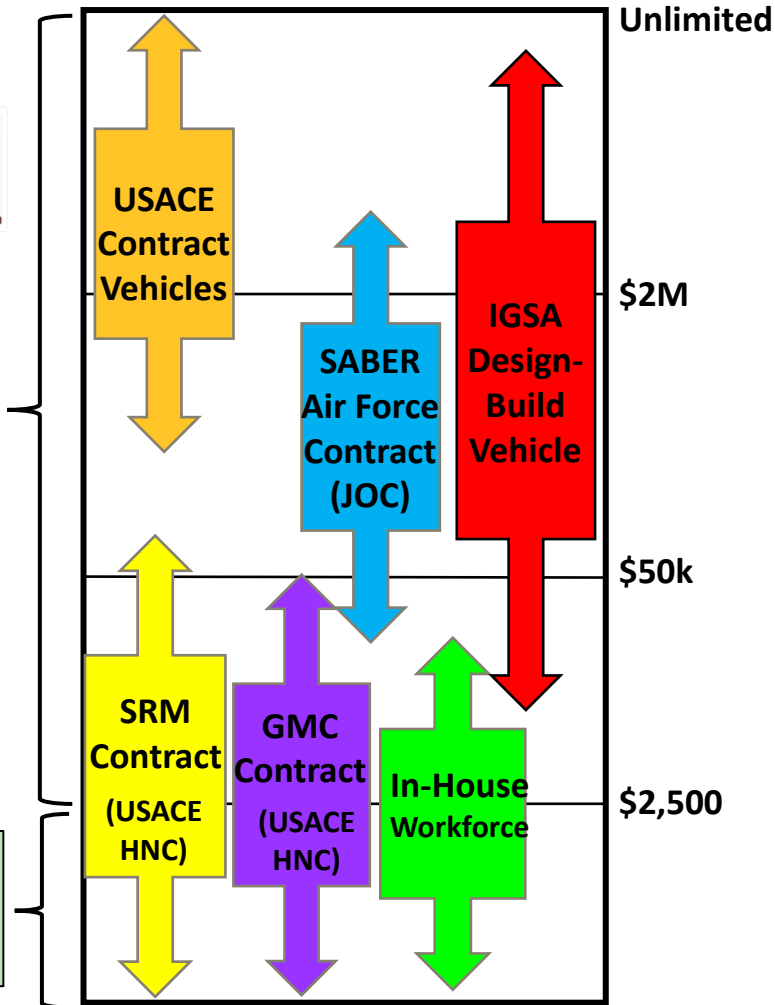 Unlimited
USACE
Contract
Vehicles
$2M
IGSA
Design-
Build
Vehicle
SABER
Air Force
Contract
(JOC)
$50k
SRM
Contract
(USACE
HNC)
GMC
Contract
(USACE
HNC)
In-House
Workforce
$2,500